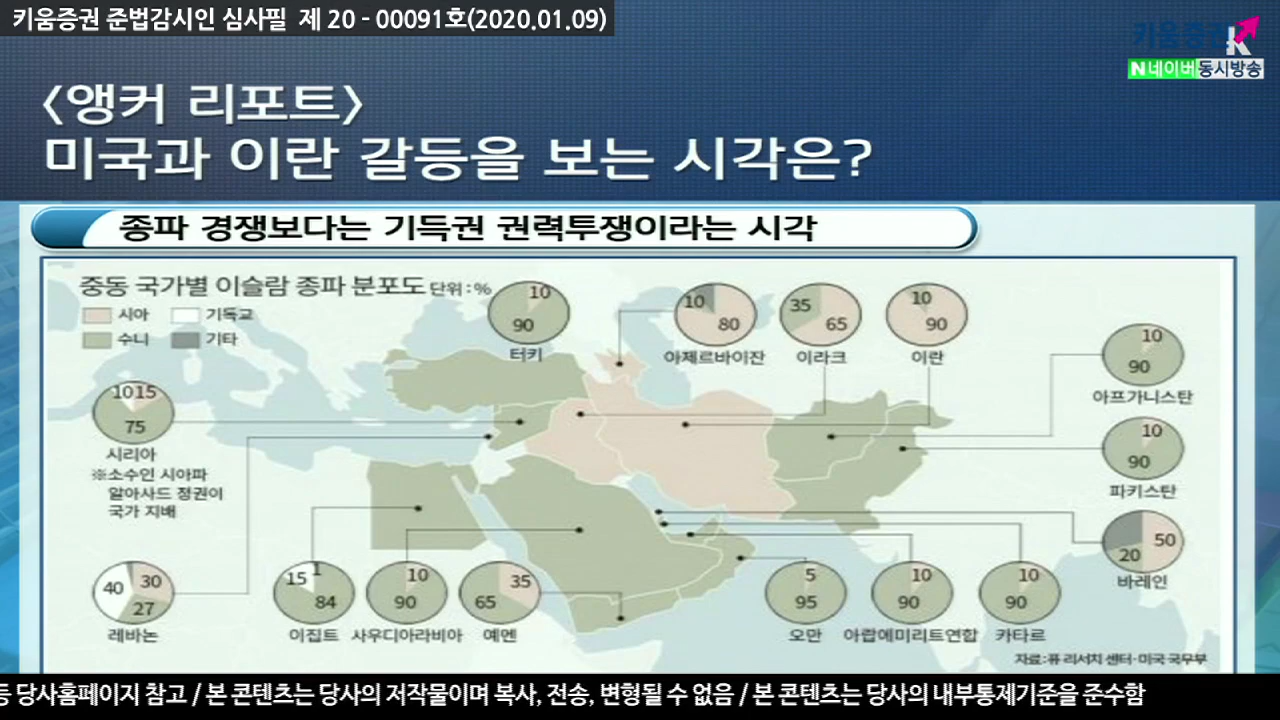 키움증권 준법감시인 심사필 제 20 - 00091호(2020.01.09)
키움증권
N 네이버 동시방송
<앵커 리포트>
미국과 이란 갈등을 보는 시각은?
종파 경쟁보다는 기득권 권력투쟁이라는 시각
중동 국가별 이슬람 종파 분포도 단위 : %
시아 기독교
수니 기타
10
90
터키
10
80
아제르바이잔
35
65
이라크
10
90
이란
10
90
아프가니스탄
10 15
75
시리아
※소수인 시아파
알아사드 정권이
국가 지배
10
90
파키스탄
50
20
바레인
40 30
27
레바논
15 1
84
이집트
10
90
사우디아라비아
35
65
예멘
5
95
오만
10
90
아랍에미리트연합
10
90
카타르
자료:퓨 리서치 센터·미국 국무부
등 당사홈페이지 참고 / 본 콘텐츠는 당사의 저작물이며 복사, 전송, 변형될 수 없음 / 본 콘텐츠는 당사의 내부통제기준을 준수함